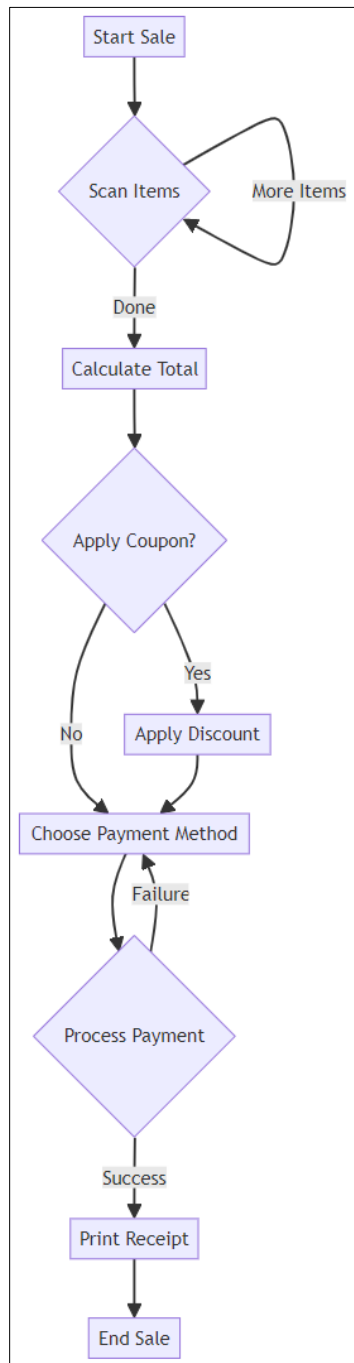 Start Sale
Scan Items
More Items
Done
Calculate Total
Apply Coupon?
Yes
No
Apply Discount
Choose Payment Method
Failure
Process Payment
Success
Print Receipt
End Sale